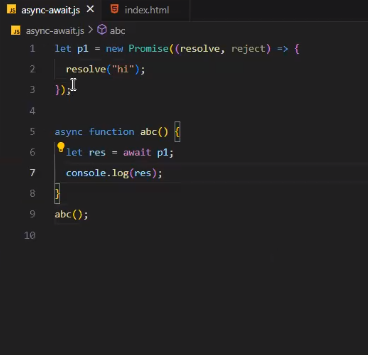 JS async-await.js X index.html
JS async-await.js > abc
1 let p1 = new Promise((resolve, reject) => {
2 resolve("hi");
3 });
4
5 async function abc() {
6 let res = await p1;
7 console.log(res);
8 }
9 abc();
10